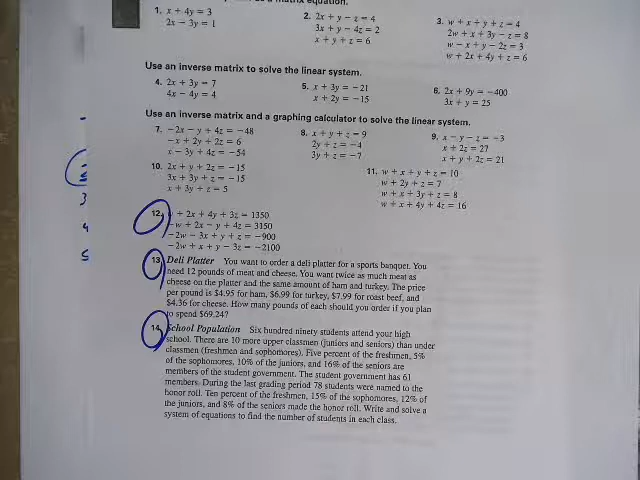 a matrix equation.
1. x + 4y = 3
2x − 3y = 1
2. 2x + y − z = 4
3x + y − 4z = 2
x + y + z = 6
3. w + x + y + z = 4
2w + x + 3y − z = 8
w − x + y − 2z = 3
w + 2x + 4y + z = 6
Use an inverse matrix to solve the linear system.
4. 2x + 3y = 7
4x − 4y = 4
5. x + 3y = −21
x + 2y = −15
6. 2x + 9y = −400
3x + y = 25
Use an inverse matrix and a graphing calculator to solve the linear system.
7. −2x − y + 4z = −48
−x + 2y + 2z = 6
x − 3y + 4z = −54
8. x + y + z = 9
2y + z = −4
3y + z = −7
9. x − y − z = −3
x + 2z = 27
x + y + 2z = 21
10. 2x + y + 2z = −15
3x + 3y + z = −15
x + 3y + z = 5
11. w + x + y + z = 10
w + 2y + z = 7
w + x + 3y + z = 8
w + x + 4y + 4z = 16
12. + 2x + 4y + 3z = 1350
−w + 2x − y + 4z = 3150
−2w − 3x + y + z = −900
−2w + x + y − 3z = −2100
13. Deli Platter You want to order a deli platter for a sports banquet. You
need 12 pounds of meat and cheese. You want twice as much meat as
cheese on the platter and the same amount of ham and turkey. The price
per pound is $4.95 for ham, $6.99 for turkey, $7.99 for roast beef, and
$4.36 for cheese. How many pounds of each should you order if you plan
to spend $69.24?
14. School Population Six hundred ninety students attend your high
school. There are 10 more upper classmen (juniors and seniors) than under
classmen (freshmen and sophomores). Five percent of the freshmen, 5%
of the sophomores, 10% of the juniors, and 16% of the seniors are
members of the student government. The student government has 61
members. During the last grading period 78 students were named to the
honor roll. Ten percent of the freshmen, 15% of the sophomores, 12% of
the juniors, and 8% of the seniors made the honor roll. Write and solve a
system of equations to find the number of students in each class.
3
4
5